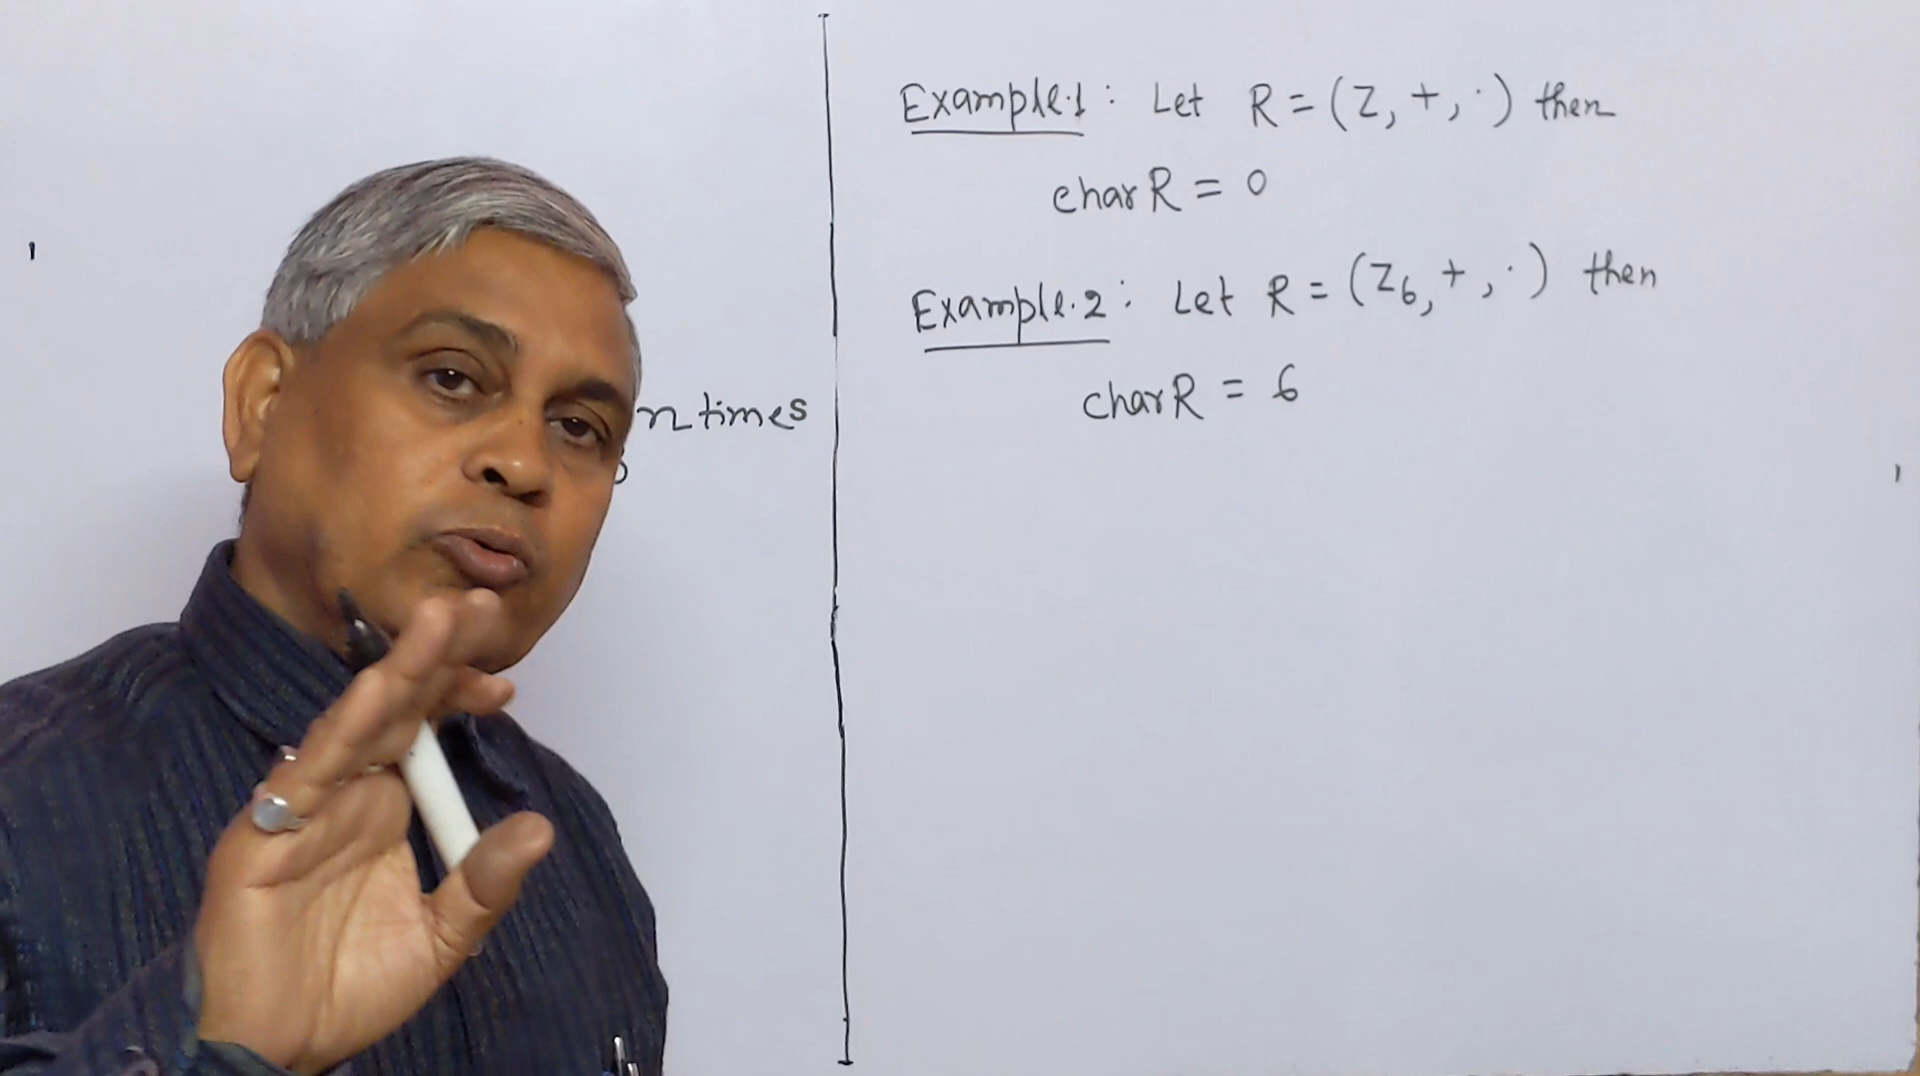 n times
Example.1: Let R = (Z, +, ·) then
char R = 0
Example.2: Let R = (Z₆, +, ·) then
char R = 6